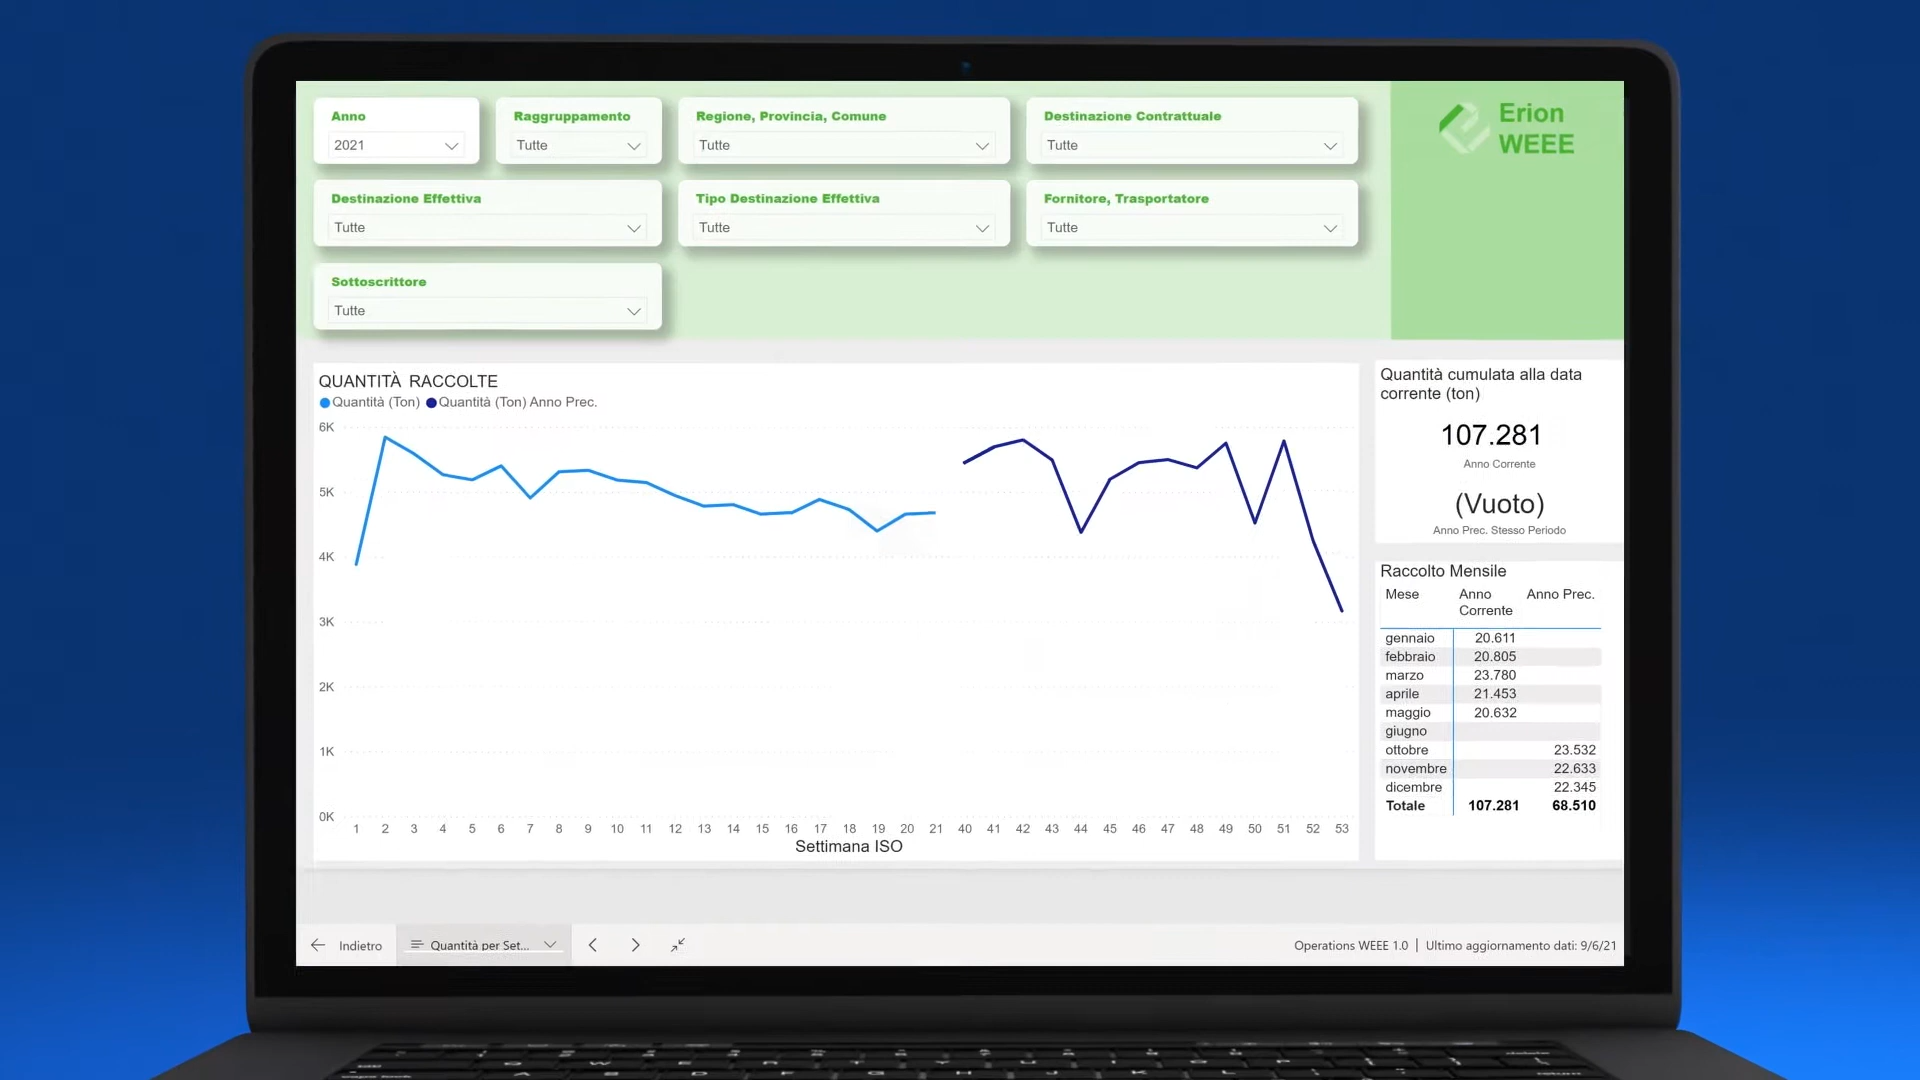 Anno
2021
Raggruppamento
Tutte
Regione, Provincia, Comune
Tutte
Destinazione Contrattuale
Tutte
Erion
WEEE
Destinazione Effettiva
Tutte
Tipo Destinazione Effettiva
Tutte
Fornitore, Trasportatore
Tutte
Sottoscrittore
Tutte
QUANTITÀ RACCOLTE
Quantità (Ton) Quantità (Ton) Anno Prec.
6K
5K
4K
3K
2K
1K
0K
1 2 3 4 5 6 7 8 9 10 11 12 13 14 15 16 17 18 19 20 21 40 41 42 43 44 45 46 47 48 49 50 51 52 53
Settimana ISO
Quantità cumulata alla data
corrente (ton)
107.281
Anno Corrente
(Vuoto)
Anno Prec. Stesso Periodo
Raccolto Mensile
Mese Anno Corrente Anno Prec.
gennaio 20.611
febbraio 20.805
marzo 23.780
aprile 21.453
maggio 20.632
giugno
ottobre 23.532
novembre 22.633
dicembre 22.345
Totale 107.281 68.510
Indietro
Quantità per Set...
Operations WEEE 1.0 | Ultimo aggiornamento dati: 9/6/21